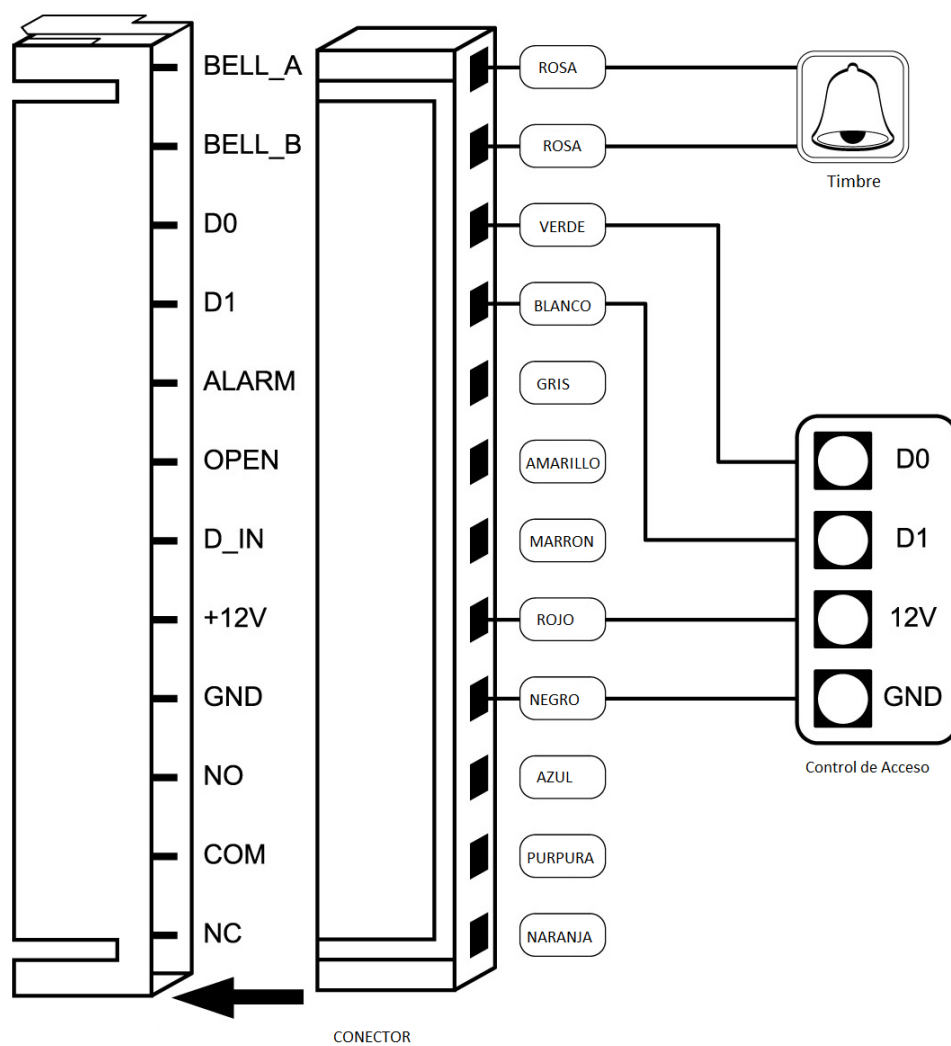 BELL_A
ROSA
BELL_B
ROSA
Timbre
D0
VERDE
D1
BLANCO
ALARM
GRIS
OPEN
AMARILLO
D0
D_IN
MARRON
D1
+12V
ROJO
12V
GND
NEGRO
GND
Control de Acceso
NO
AZUL
COM
PURPURA
NC
NARANJA
CONECTOR